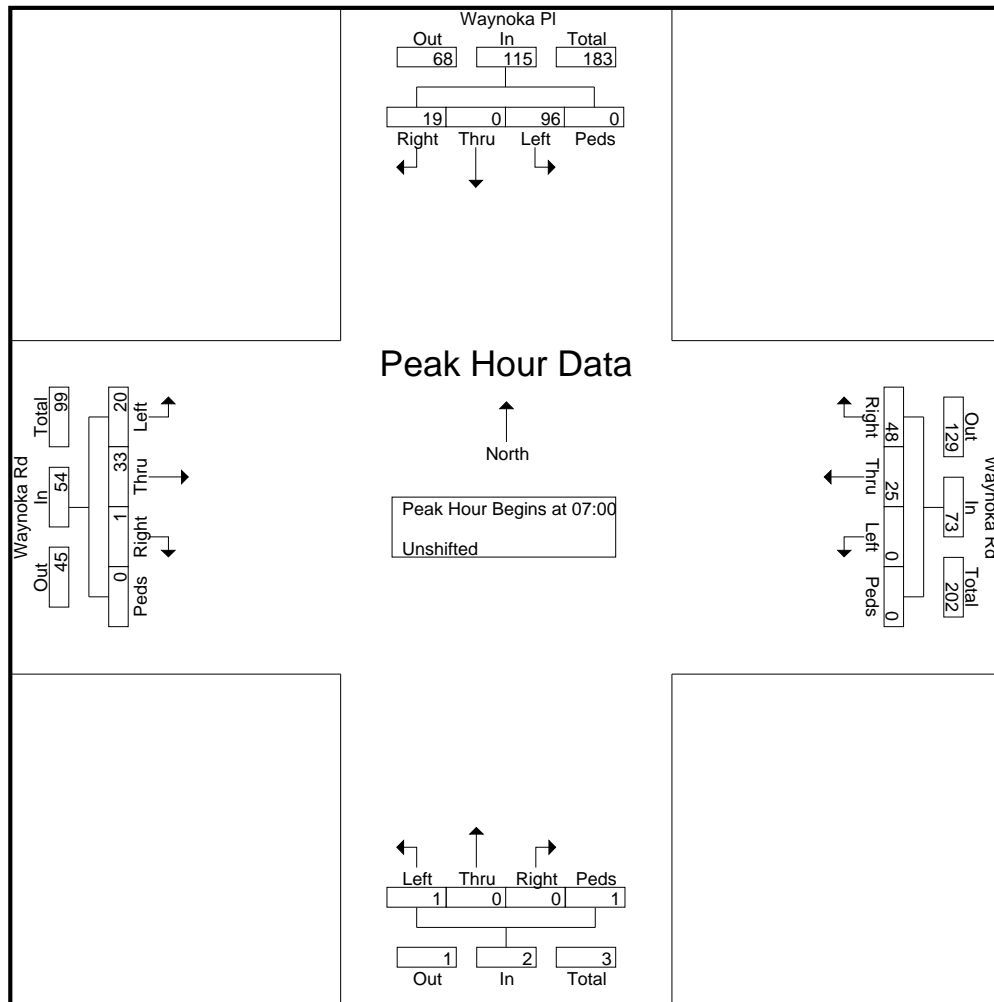 Waynoka Pl
Out In Total
68 115 183
19 0 96 0
Right Thru Left Peds
Peak Hour Data
North
Peak Hour Begins at 07:00
Unshifted
Waynoka Rd
Out In Total
45 54 99
Left Thru Right Peds
20 33 1 0
Waynoka Rd
Out In Total
129 73 202
Right Thru Left Peds
48 25 0 0
Left Thru Right Peds
1 0 0 1
1 2 3
Out In Total